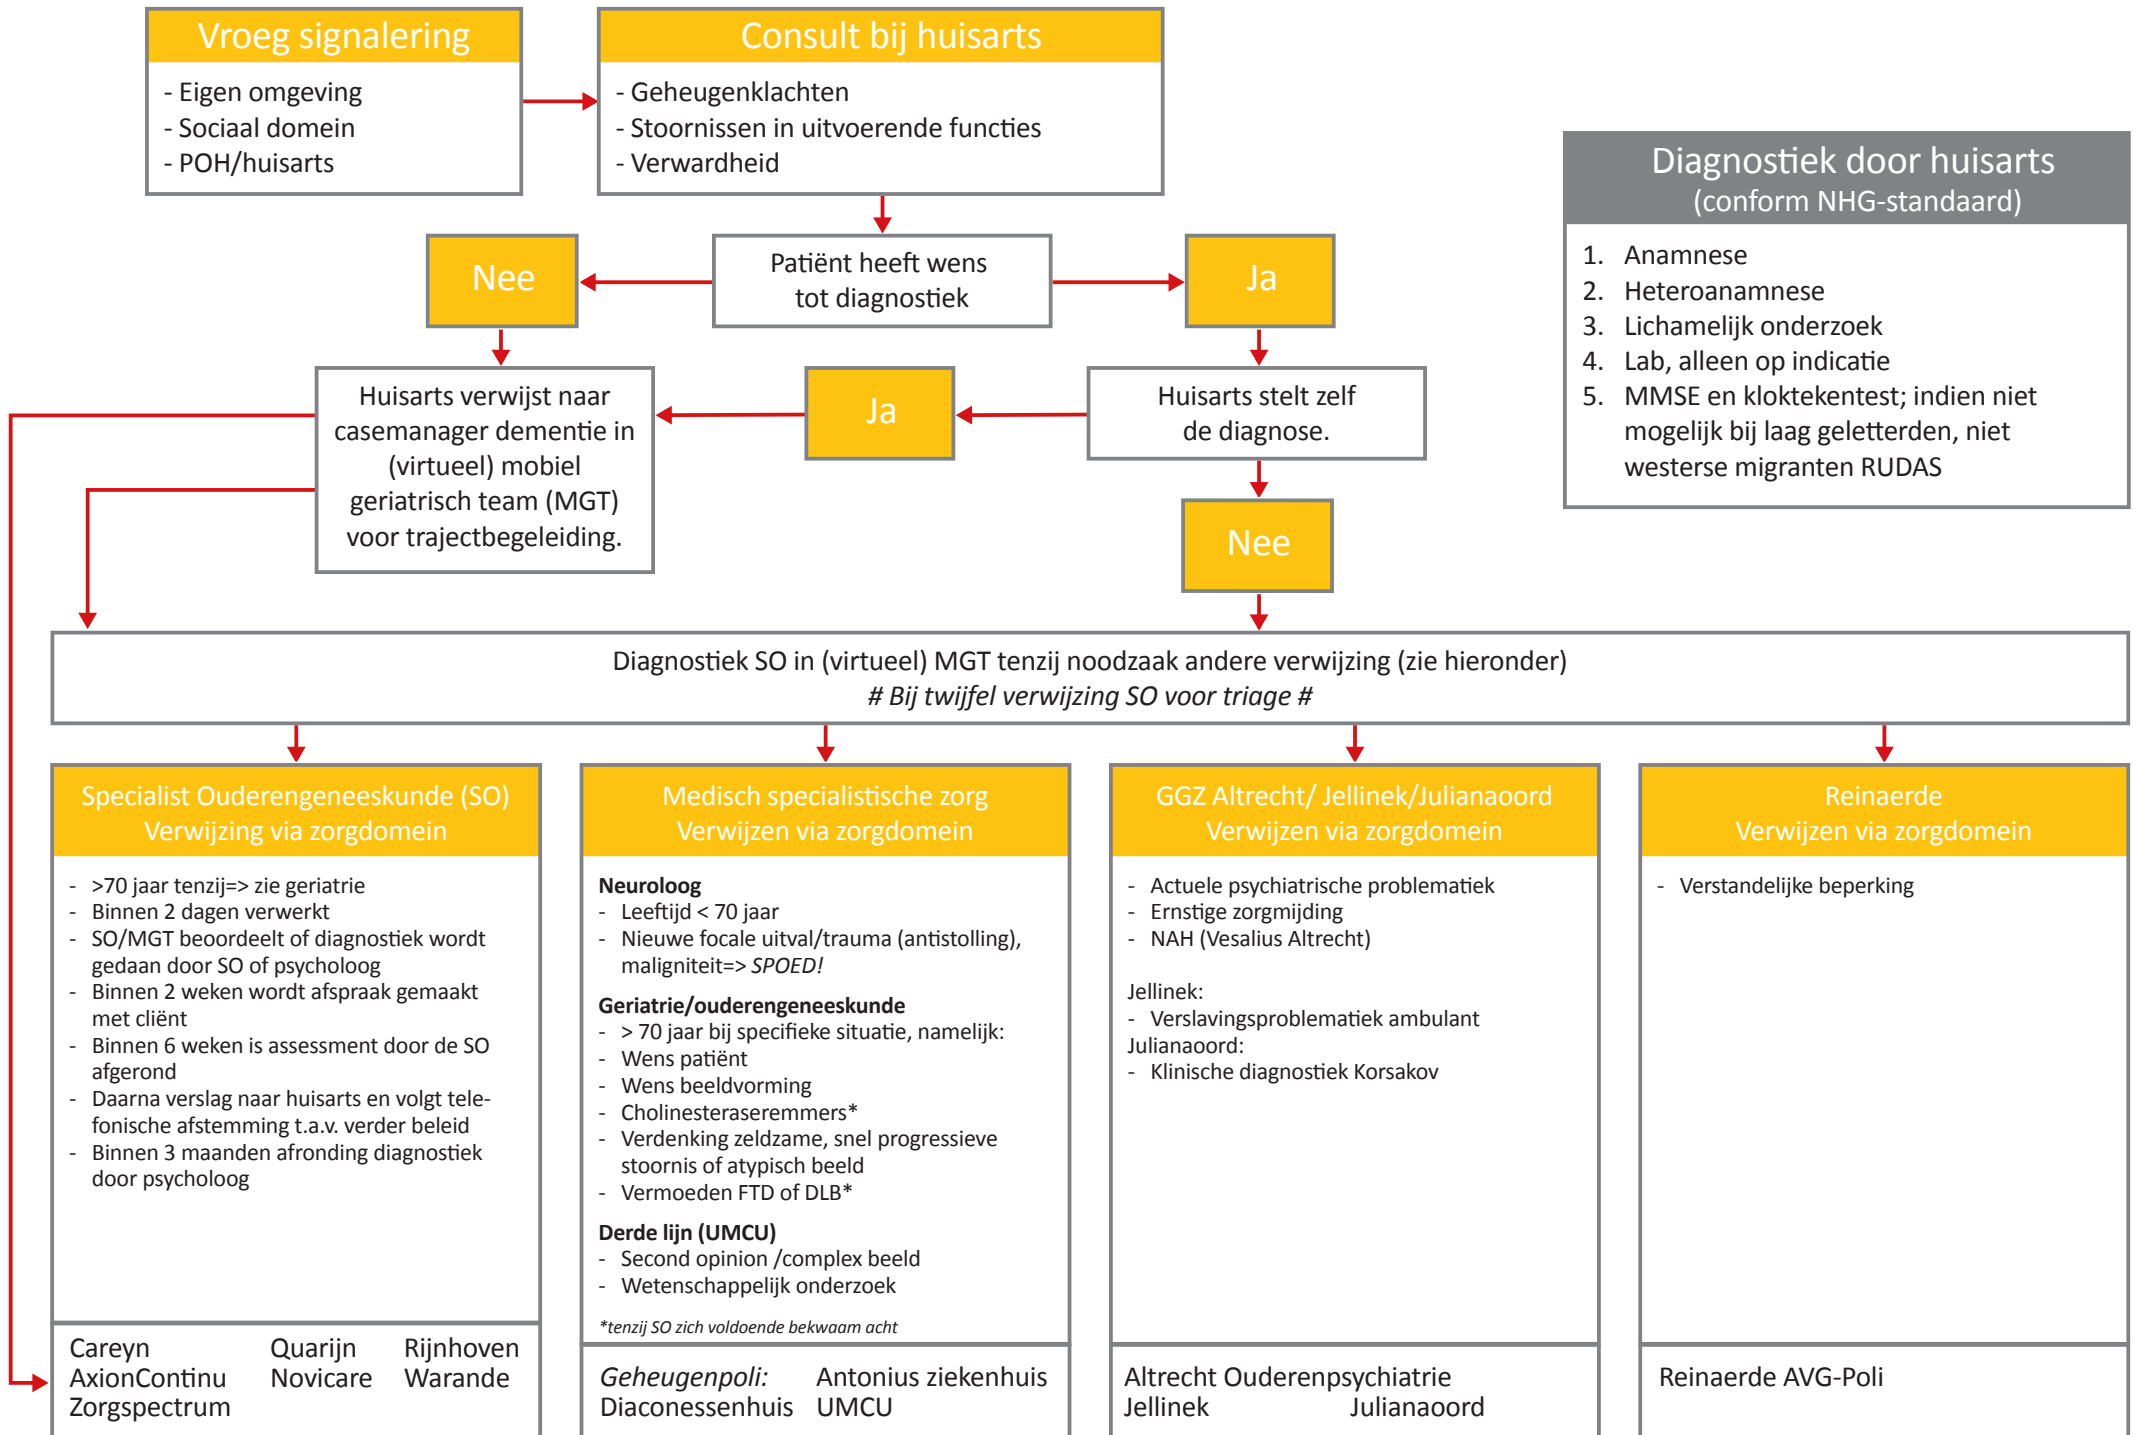 Vroeg signalering
- Eigen omgeving
- Sociaal domein
- POH/huisarts
Consult bij huisarts
- Geheugenklachten
- Stoornissen in uitvoerende functies
- Verwardheid
Diagnostiek door huisarts
(conform NHG-standaard)
1. Anamnese
2. Heteroanamnese
3. Lichamelijk onderzoek
4. Lab, alleen op indicatie
5. MMSE en kloktekentest; indien niet
mogelijk bij laag geletterden, niet
westerse migranten RUDAS
Nee
Patiënt heeft wens
tot diagnostiek
Ja
Huisarts verwijst naar
casemanager dementie in
(virtueel) mobiel
geriatrisch team (MGT)
voor trajectbegeleiding.
Ja
Huisarts stelt zelf
de diagnose.
Nee
Diagnostiek SO in (virtueel) MGT tenzij noodzaak andere verwijzing (zie hieronder)
# Bij twijfel verwijzing SO voor triage #
Specialist Ouderengeneeskunde (SO)
Verwijzing via zorgdomein
- >70 jaar tenzij=> zie geriatrie
- Binnen 2 dagen verwerkt
- SO/MGT beoordeelt of diagnostiek wordt
gedaan door SO of psycholoog
- Binnen 2 weken wordt afspraak gemaakt
met cliënt
- Binnen 6 weken is assessment door de SO
afgerond
- Daarna verslag naar huisarts en volgt tele-
fonische afstemming t.a.v. verder beleid
- Binnen 3 maanden afronding diagnostiek
door psycholoog
Careyn Quarijn Rijnhoven
AxionContinu Novicare Warande
Zorgspectrum
Medisch specialistische zorg
Verwijzen via zorgdomein
Neuroloog
- Leeftijd < 70 jaar
- Nieuwe focale uitval/trauma (antistolling),
maligniteit=> SPOED!
Geriatrie/ouderengeneeskunde
- > 70 jaar bij specifieke situatie, namelijk:
- Wens patiënt
- Wens beeldvorming
- Cholinesteraseremmers*
- Verdenking zeldzame, snel progressieve
stoornis of atypisch beeld
- Vermoeden FTD of DLB*
Derde lijn (UMCU)
- Second opinion /complex beeld
- Wetenschappelijk onderzoek
*tenzij SO zich voldoende bekwaam acht
Geheugenpoli: Antonius ziekenhuis
Diaconessenhuis UMCU
GGZ Altrecht/ Jellinek/Julianaoord
Verwijzen via zorgdomein
- Actuele psychiatrische problematiek
- Ernstige zorgmijding
- NAH (Vesalius Altrecht)
Jellinek:
- Verslavingsproblematiek ambulant
Julianaoord:
- Klinische diagnostiek Korsakov
Altrecht Ouderenpsychiatrie
Jellinek Julianaoord
Reinaerde
Verwijzen via zorgdomein
- Verstandelijke beperking
Reinaerde AVG-Poli